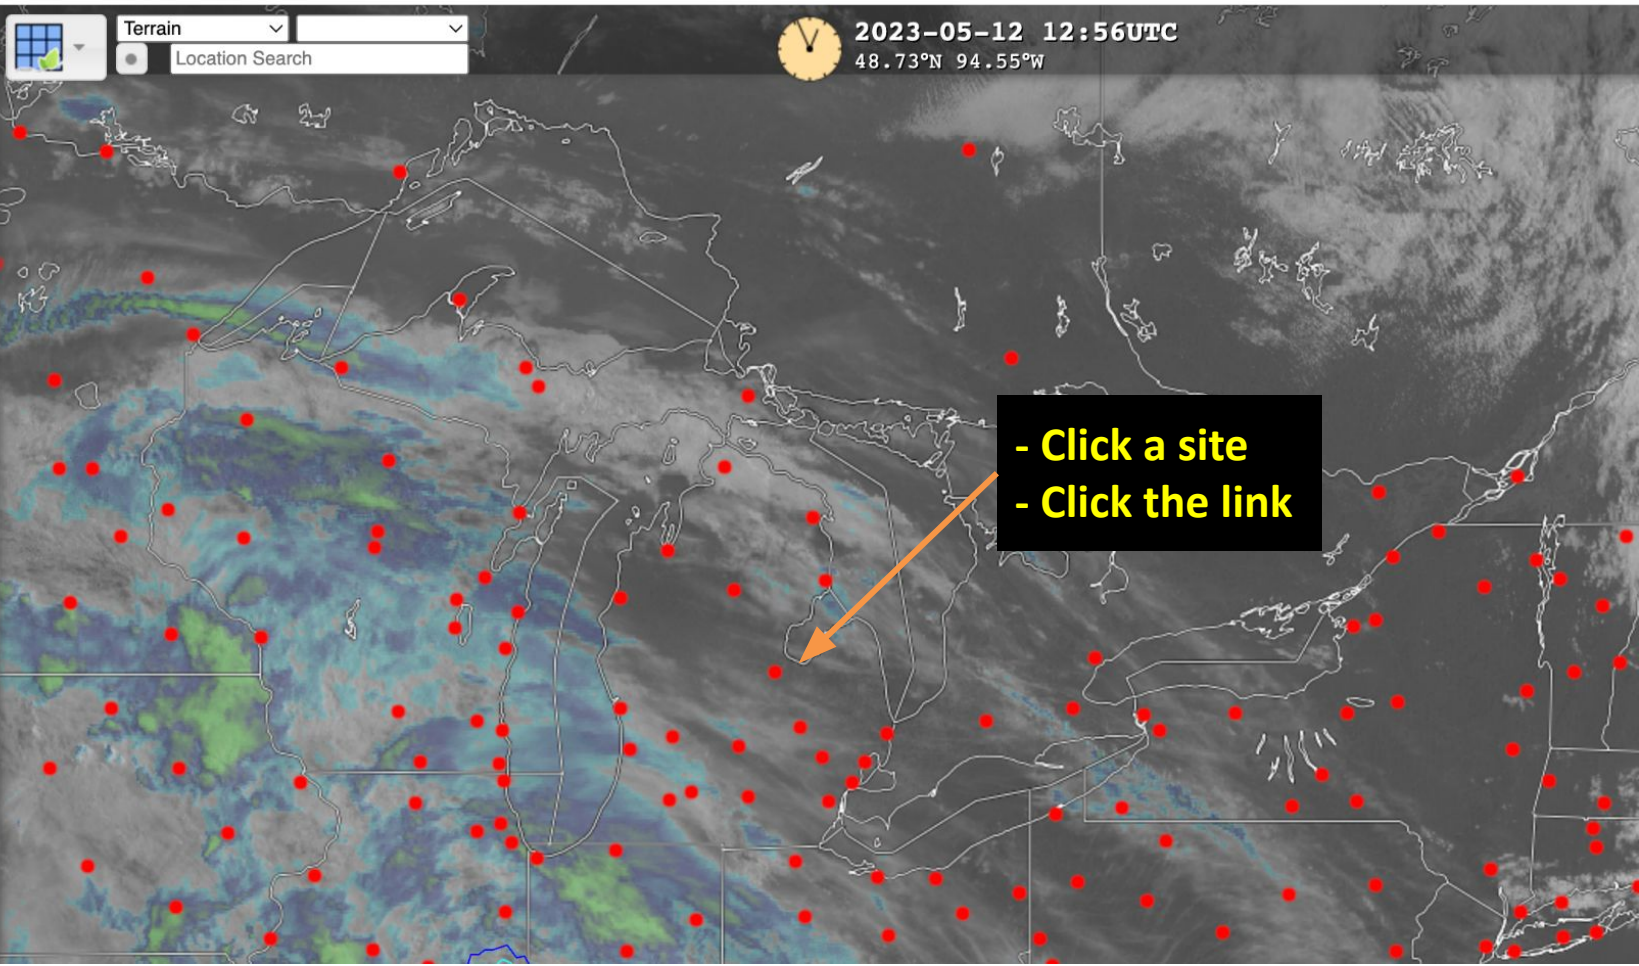 Terrain
Location Search
2023-05-12 12:56UTC
48.73°N 94.55°W
- Click a site
- Click the link